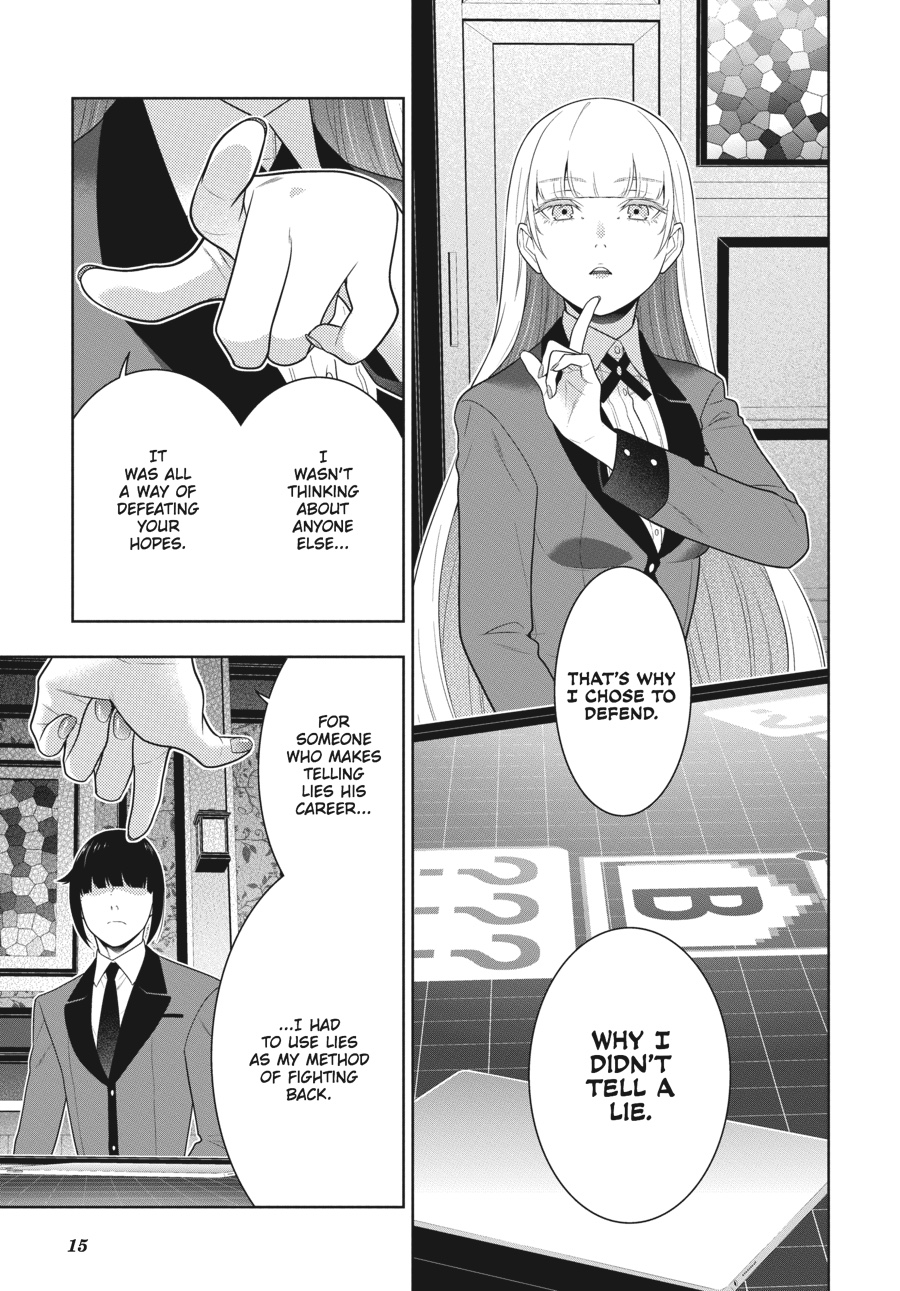 THAT'S WHY
I CHOSE TO
DEFEND.
???
B
WHY I
DIDN'T
TELL A
LIE.
I
WASN'T
THINKING
ABOUT
ANYONE
ELSE...
IT
WAS ALL
A WAY OF
DEFEATING
YOUR
HOPES.
FOR
SOMEONE
WHO MAKES
TELLING
LIES HIS
CAREER...
...I HAD
TO USE LIES
AS MY METHOD
OF FIGHTING
BACK.
15